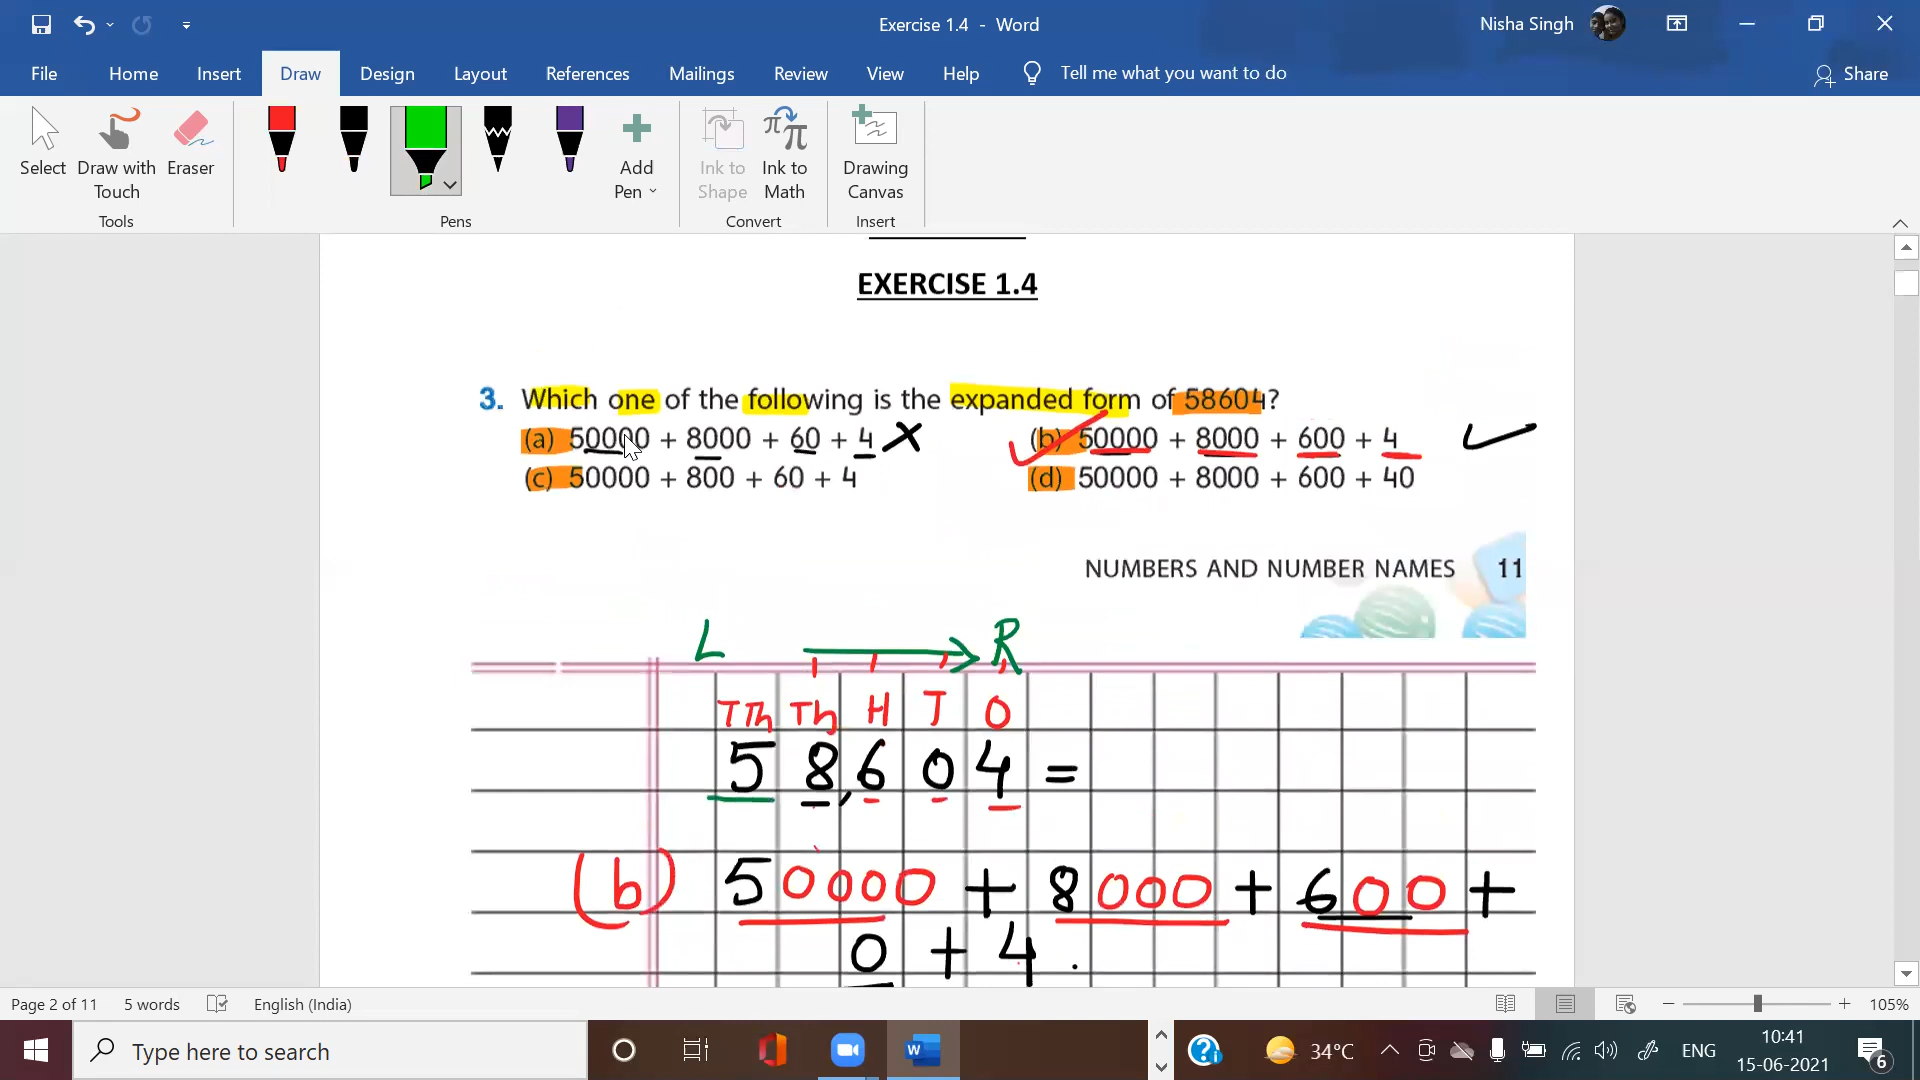 Exercise 1.4 - Word
Nisha Singh
File Home Insert Draw Design Layout References Mailings Review View Help Tell me what you want to do Share
Select Draw with Touch Eraser Add Pen Ink to Shape Ink to Math Drawing Canvas
Tools Pens Convert Insert
EXERCISE 1.4
3. Which one of the following is the expanded form of 58604?
(a) 50000 + 8000 + 60 + 4 X (b) 50000 + 8000 + 600 + 4
(c) 50000 + 800 + 60 + 4 (d) 50000 + 8000 + 600 + 40
NUMBERS AND NUMBER NAMES 11
L R
TTh Th H T O
5 8,6 0 4 =
(b) 50000 + 8000 + 600 +
0 + 4
Page 2 of 11 5 words English (India) 105%
Type here to search 34°C ENG 10:41
15-06-2021 6